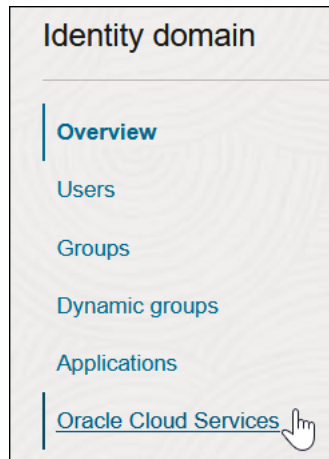 Identity domain
Overview
Users
Groups
Dynamic groups
Applications
Oracle Cloud Services